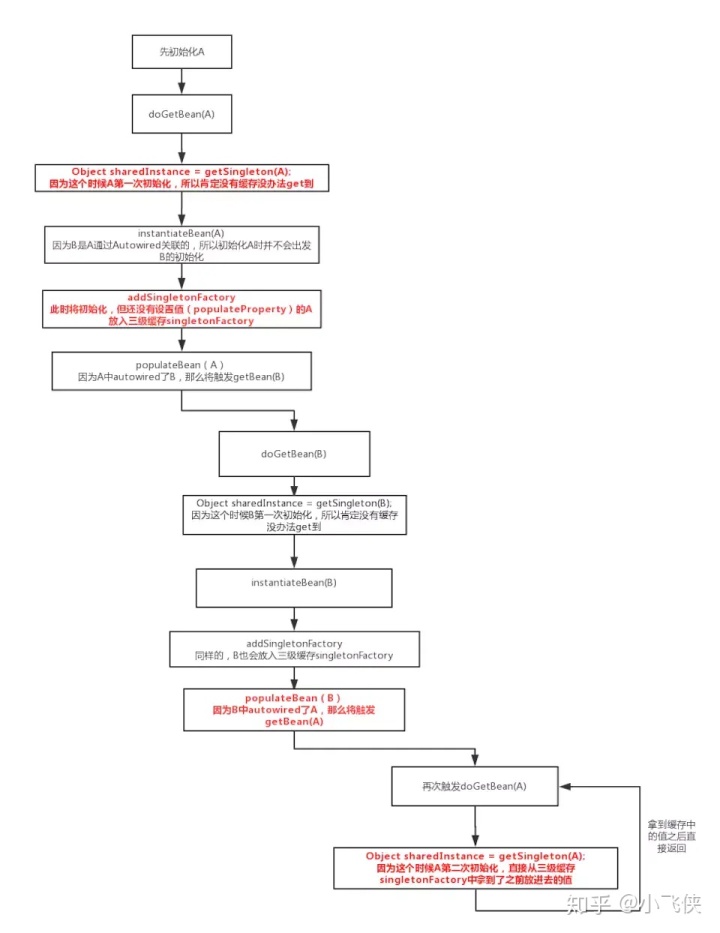 先初始化A
doGetBean(A)
Object sharedInstance = getSingleton(A);
因为这个时候A第一次初始化，所以肯定没有缓存没办法get到
instantiateBean(A)
因为B是A通过Autowired关联的，所以初始化A时并不会出发
B的初始化
addSingletonFactory
此时将初始化，但还没有设置值（populateProperty）的A
放入三级缓存singletonFactory
populateBean（A）
因为A中autowired了B，那么将触发getBean(B)
doGetBean(B)
Object sharedInstance = getSingleton(B);
因为这个时候B第一次初始化，所以肯定没有缓存
没办法get到
instantiateBean(B)
addSingletonFactory
同样的，B也会放入三级缓存singletonFactory
populateBean（B）
因为B中autowired了A，那么将触发
getBean(A)
再次触发doGetBean(A)
拿到缓存中
的值之后直
接返回
Object sharedInstance = getSingleton(A);
因为这个时候A第二次初始化，直接从三级缓存
singletonFactory中拿到了之前放进去的值
知乎 @小飞侠